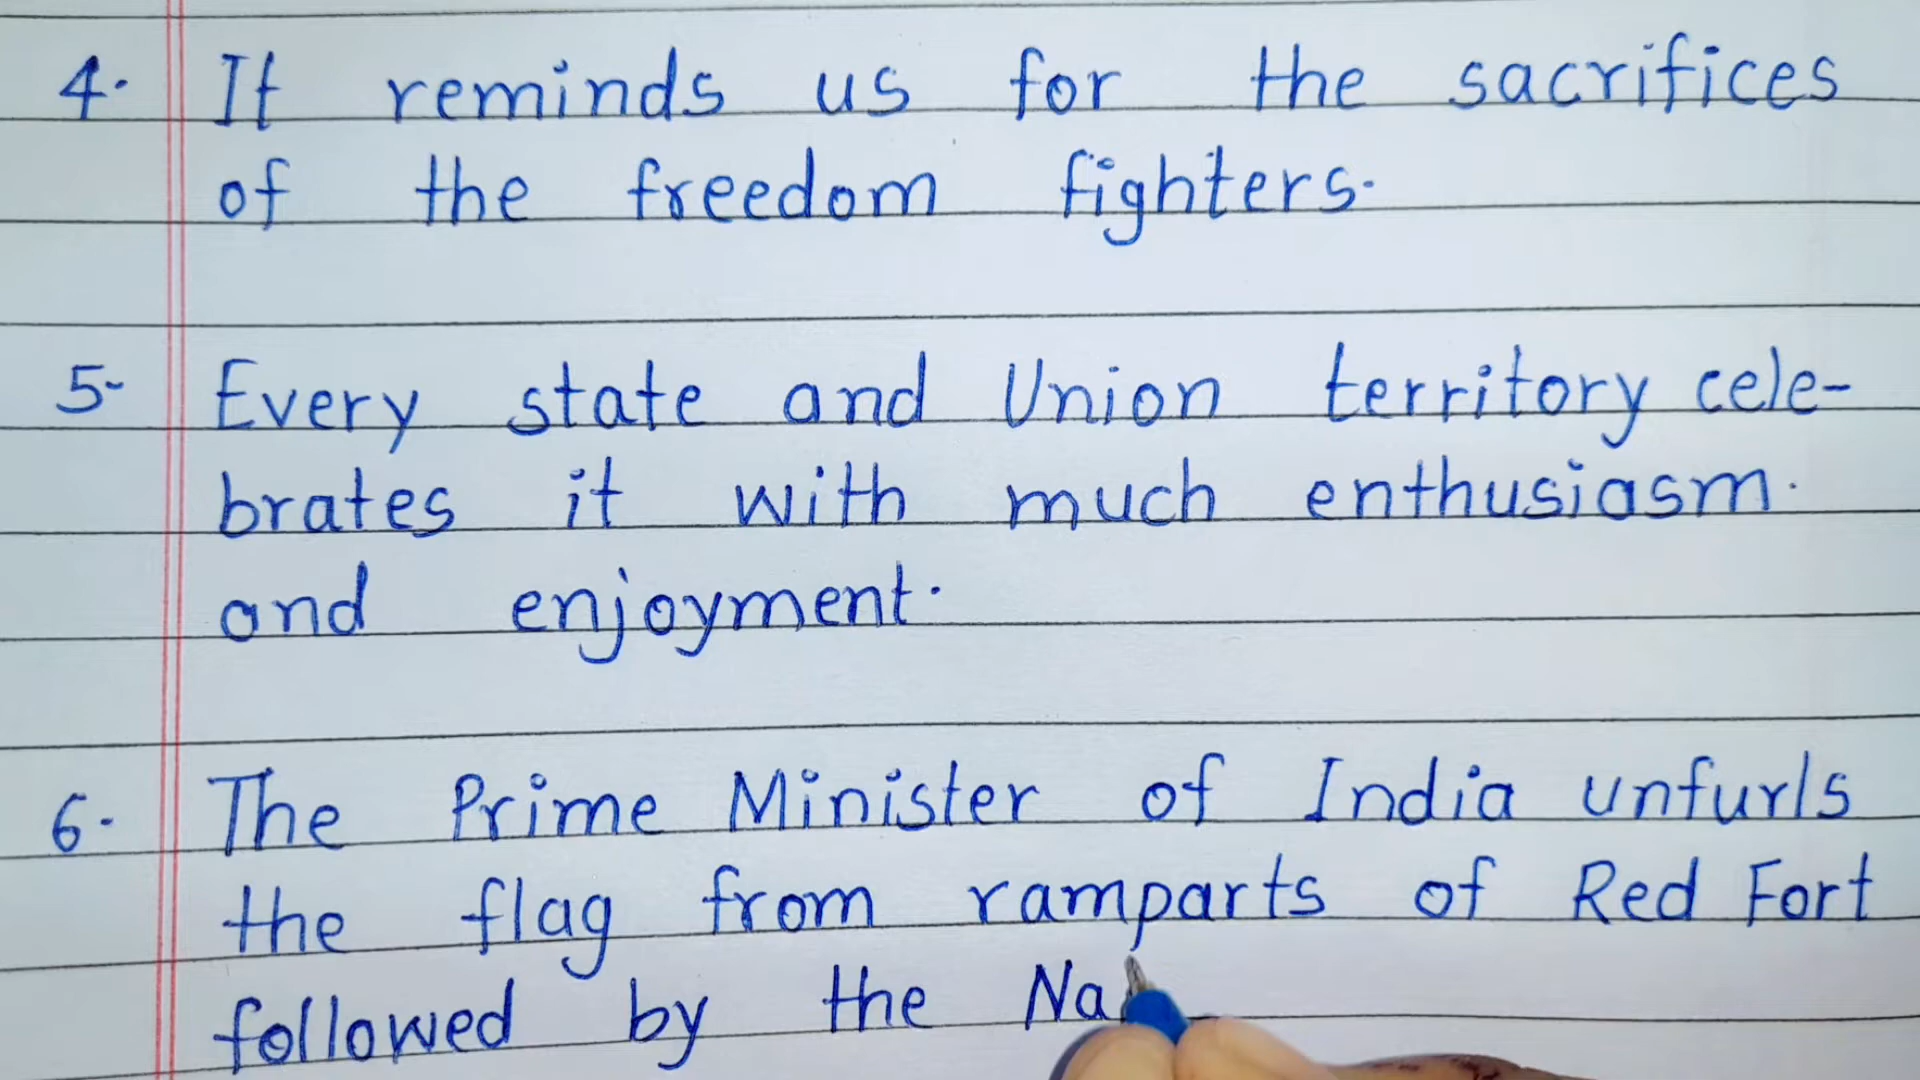 4. It reminds us for the sacrifices
of the freedom fighters.
5- Every state and Union territory cele-
brates it with much enthusiasm.
and enjoyment.
6. The Prime Minister of India unfurls
the flag from ramparts of Red Fort
followed by the Na